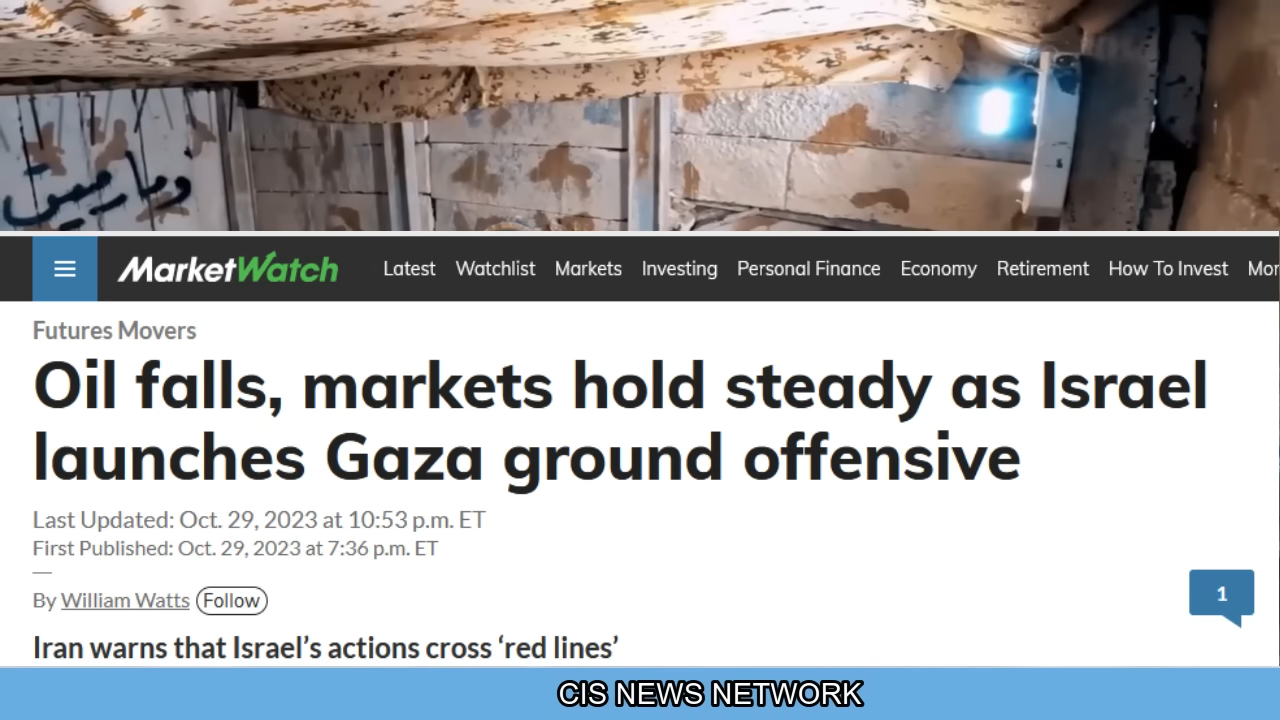 وما رميت
MarketWatch Latest Watchlist Markets Investing Personal Finance Economy Retirement How To Invest Mor
Futures Movers
Oil falls, markets hold steady as Israel
launches Gaza ground offensive
Last Updated: Oct. 29, 2023 at 10:53 p.m. ET
First Published: Oct. 29, 2023 at 7:36 p.m. ET
—
By William Watts Follow
1
Iran warns that Israel’s actions cross ‘red lines’
CIS NEWS NETWORK